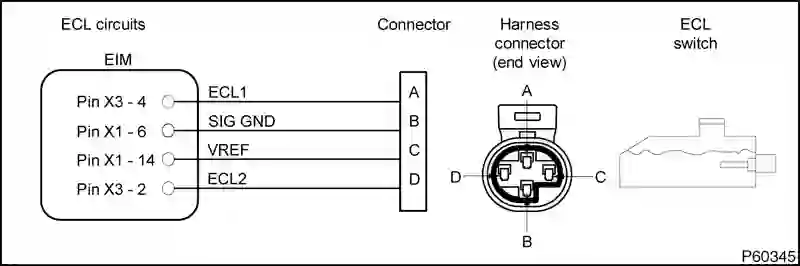 ECL circuits
Connector
Harness
connector
(end view)
ECL
switch
EIM
Pin X3 - 4
ECL1
A
Pin X1 - 6
SIG GND
B
Pin X1 - 14
VREF
C
Pin X3 - 2
ECL2
D
A
D
C
B
P60345